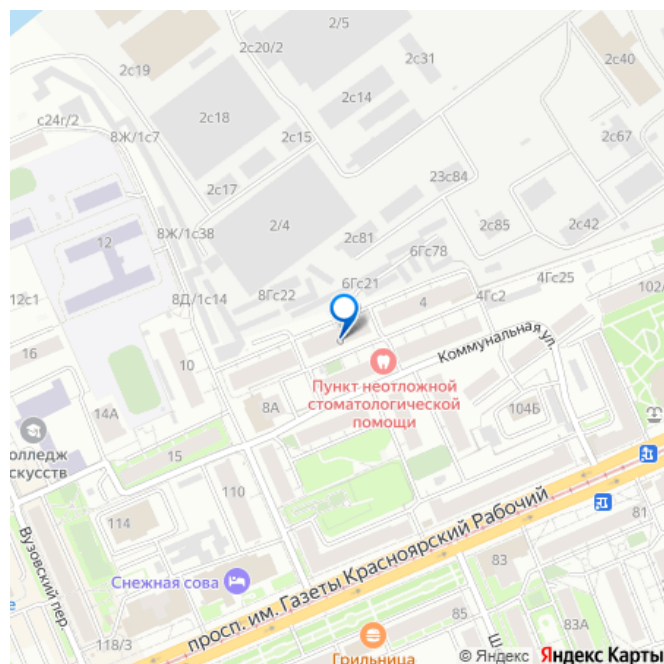 2/5
2с20/2
2с31
2с40
2с19
2с14
с24г/2
2с18
8Ж/1с7
2с15
2с67
23с84
2с17
2/4
2с85
2с42
8Ж/1с38
12
2с81
6Гс78
6Гс21
4Гс25
12с1
8Д/1с14
8Гс22
4
4Гс2
102/
Коммунальная ул.
16
10
Пункт неотложной
стоматологической
помощи
14А
8А
104Б
олледж
скусств
15
110
81
114
просп. им. Газеты Красноярский Рабочий
Вузовский пер.
Снежная сова
83
118/3
85
83А
Ш
Грильница
© Яндекс Яндекс Карты